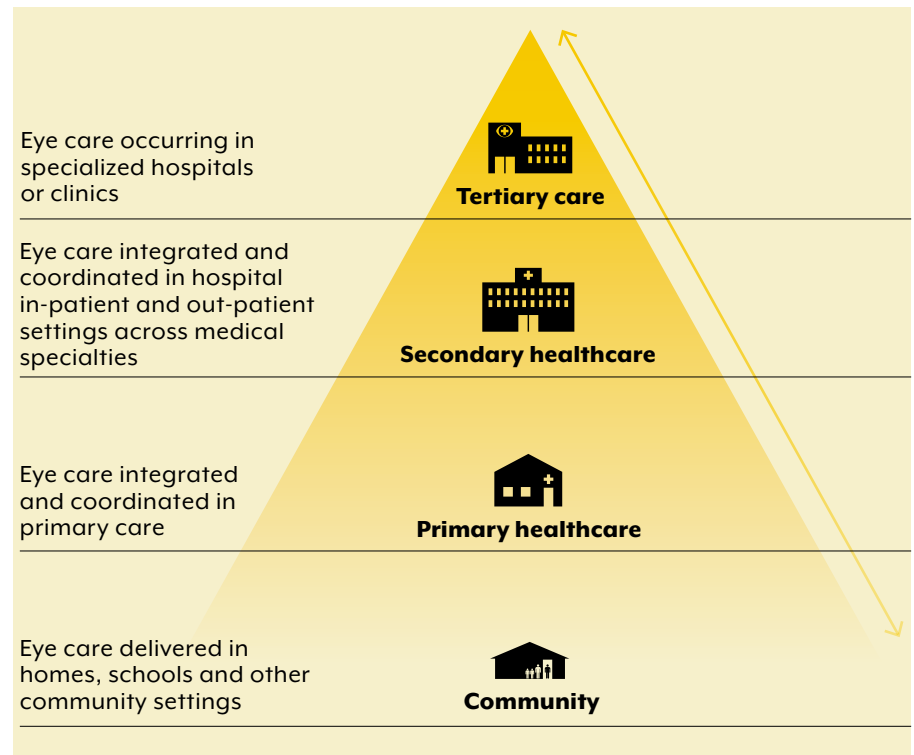 Eye care occurring in
specialized hospitals
or clinics
Tertiary care
Eye care integrated and
coordinated in hospital
in-patient and out-patient
settings across medical
specialties
Secondary healthcare
Eye care integrated
and coordinated in
primary care
Primary healthcare
Eye care delivered in
homes, schools and other
community settings
Community